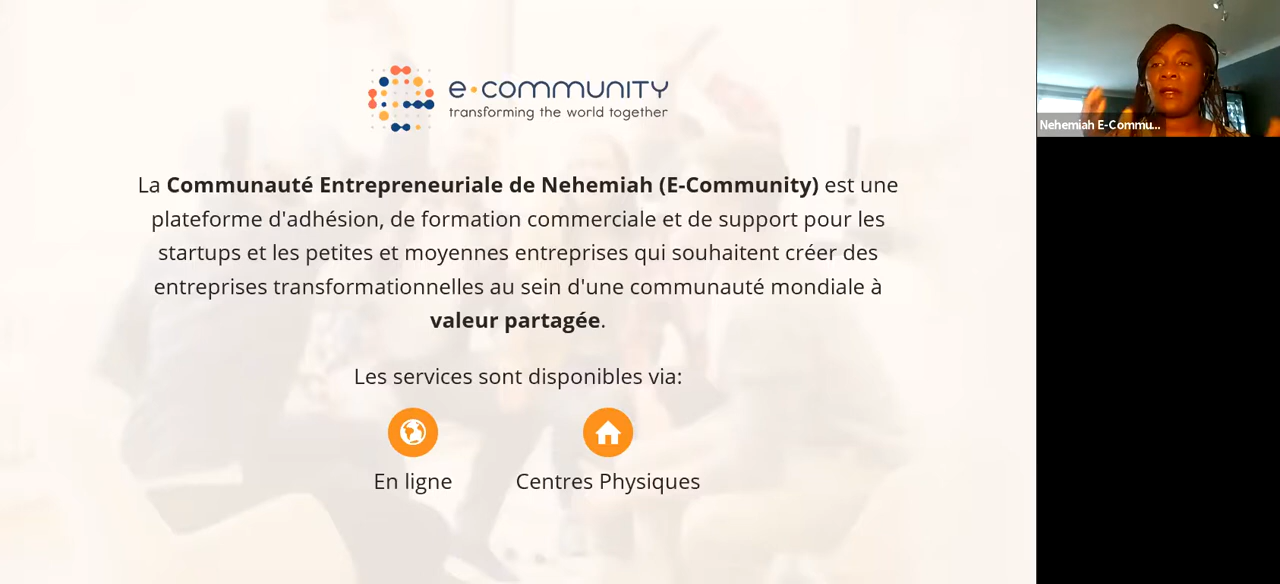 e·community
transforming the world together
La Communauté Entrepreneuriale de Nehemiah (E-Community) est une
plateforme d'adhésion, de formation commerciale et de support pour les
startups et les petites et moyennes entreprises qui souhaitent créer des
entreprises transformationnelles au sein d'une communauté mondiale à
valeur partagée.
Les services sont disponibles via:
En ligne
Centres Physiques
Nehemiah E-Commu...